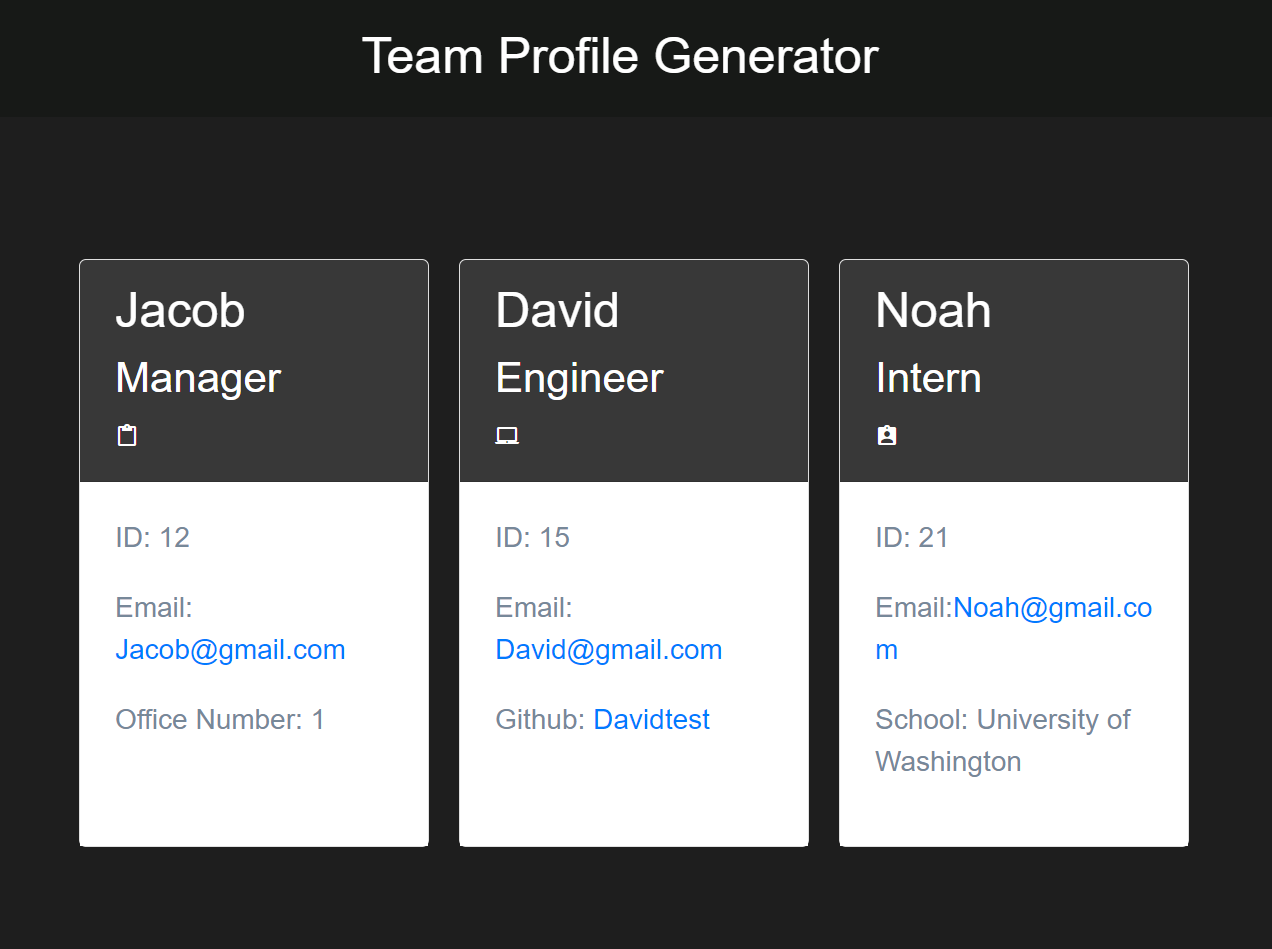 Team Profile Generator
Jacob
Manager
ID: 12
Email:
Jacob@gmail.com
Office Number: 1
David
Engineer
ID: 15
Email:
David@gmail.com
Github: Davidtest
Noah
Intern
ID: 21
Email:Noah@gmail.co
m
School: University of
Washington